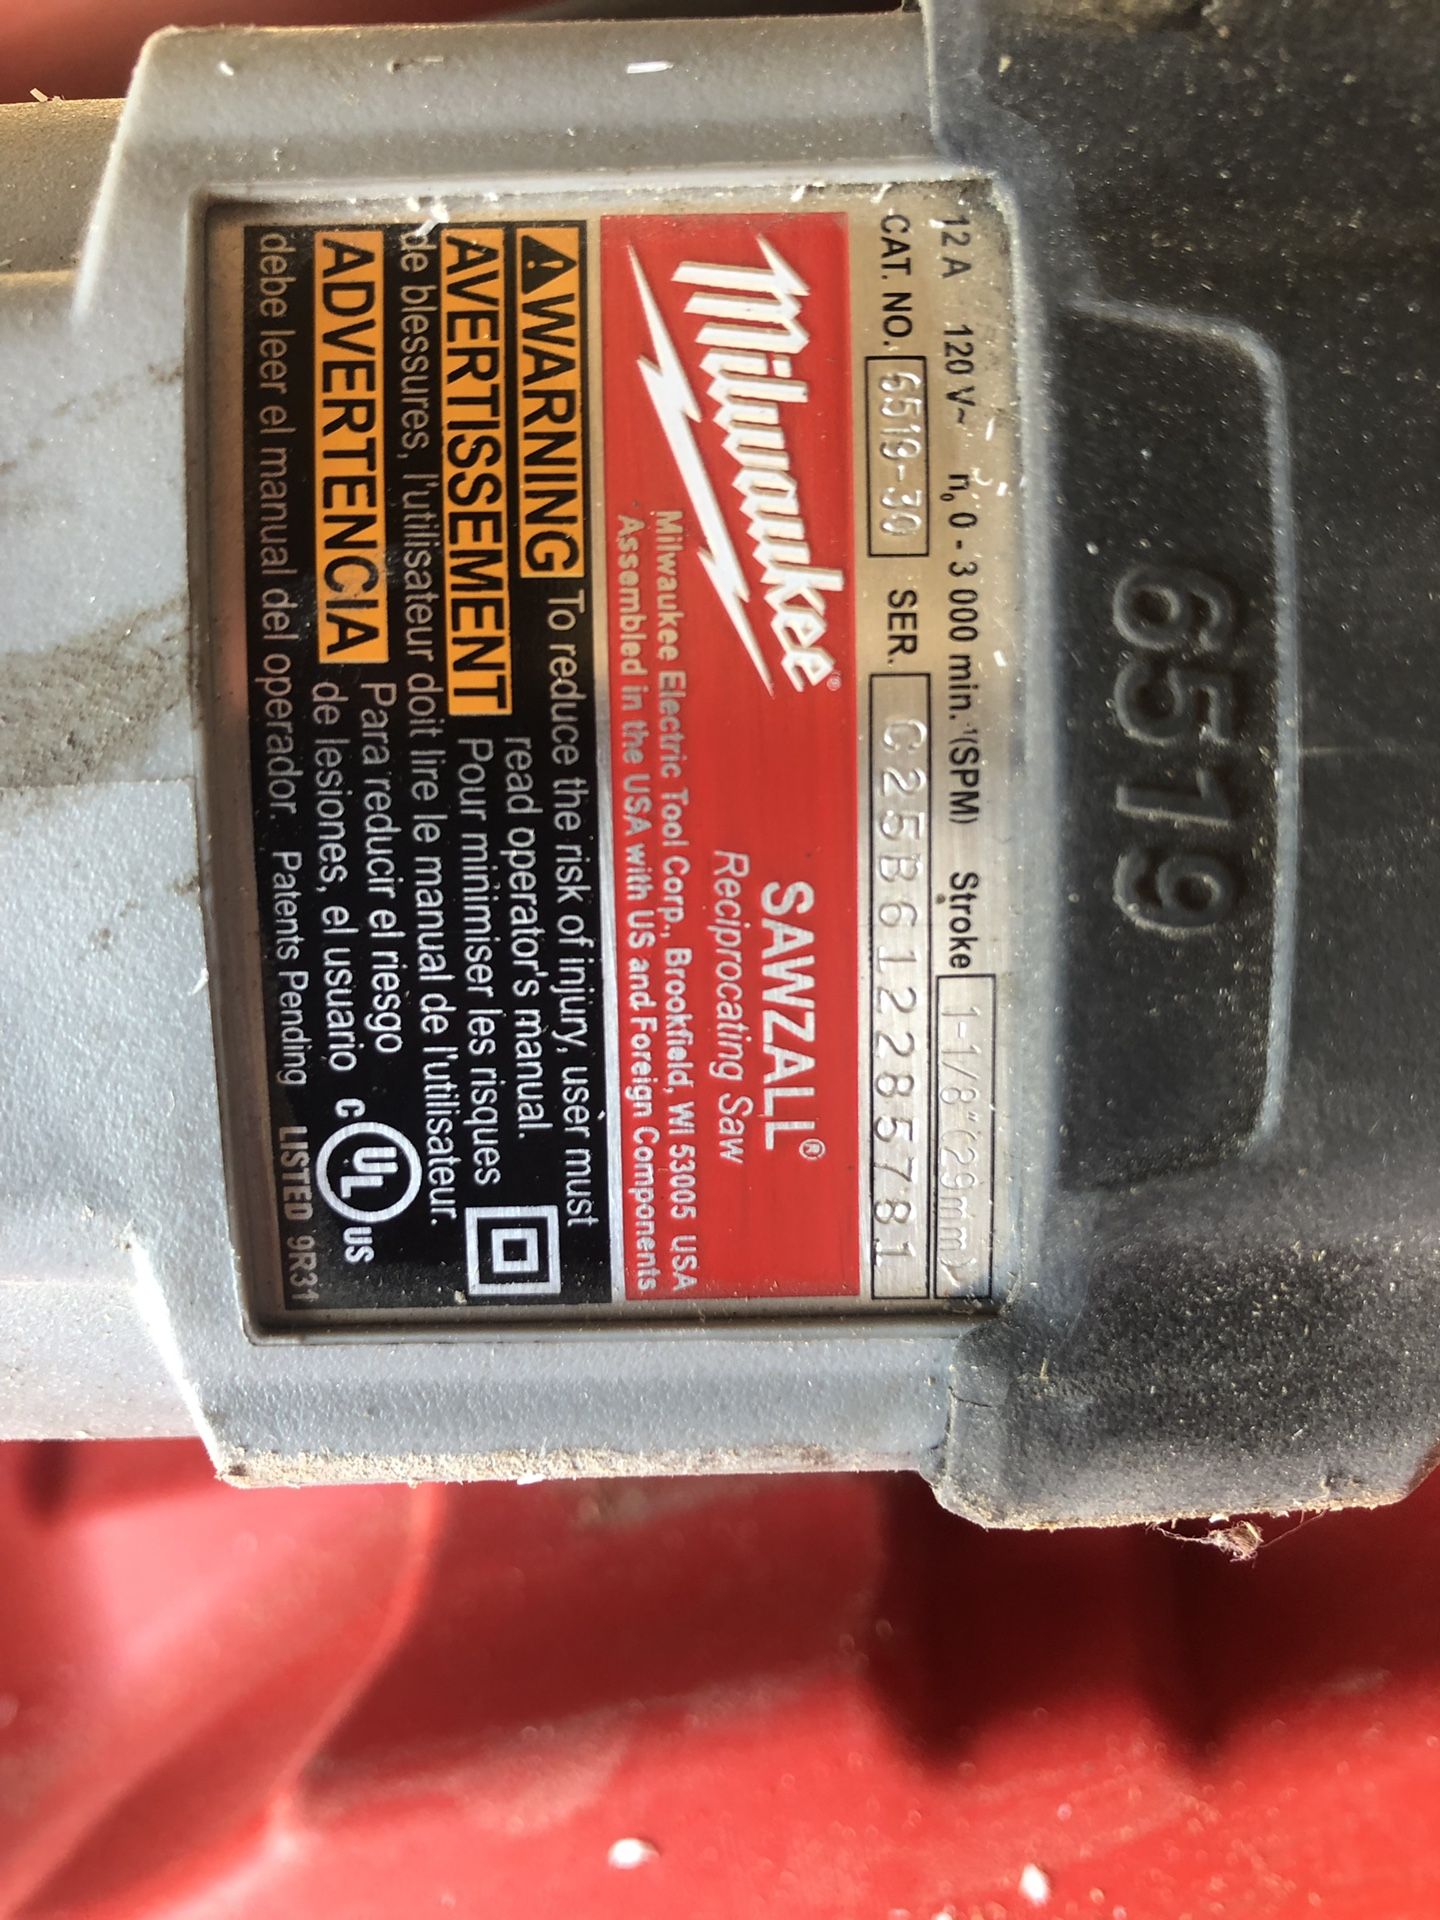 6519
12 A 120 V~ n₀ 0 - 3 000 min.⁻¹(SPM) Stroke 1-1/8"(29mm)
CAT. NO. 6519-30 SER. C25B612285781
Milwaukee®
SAWZALL®
Reciprocating Saw
Milwaukee Electric Tool Corp., Brookfield, WI 53005 USA
Assembled in the USA with US and Foreign Components
⚠WARNING To reduce the risk of injury, user must
read operator's manual.
AVERTISSEMENT Pour minimiser les risques
de blessures, l'utilisateur doit lire le manual de l'utilisateur.
ADVERTENCIA Para reducir el riesgo
de lesiones, el usuario
debe leer el manual del operador. Patents Pending
C UL US
LISTED 9R31